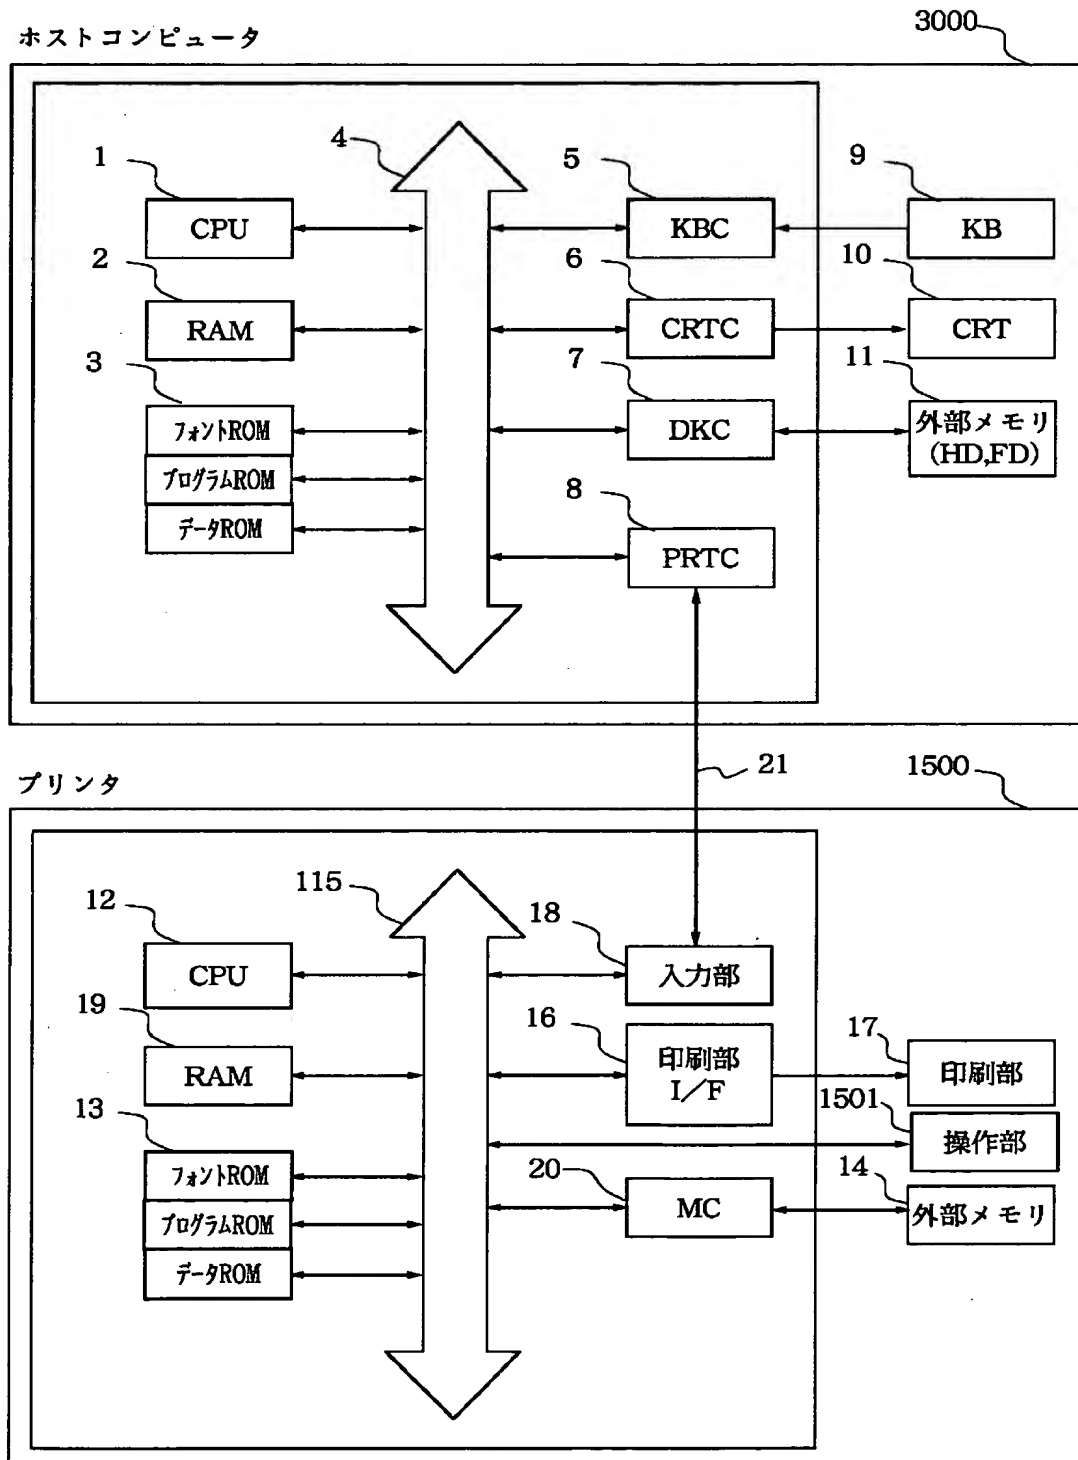 ホストコンピュータ
3000
1
4
5
9
CPU
KBC
KB
2
6
10
RAM
CRTC
CRT
3
7
11
フォントROM
DKC
外部メモリ
(HD,FD)
プログラムROM
データROM
8
PRTC
21
プリンタ
1500
12
115
18
CPU
入力部
19
16
17
RAM
印刷部
I/F
印刷部
13
1501
操作部
フォントROM
20
14
プログラムROM
MC
外部メモリ
データROM